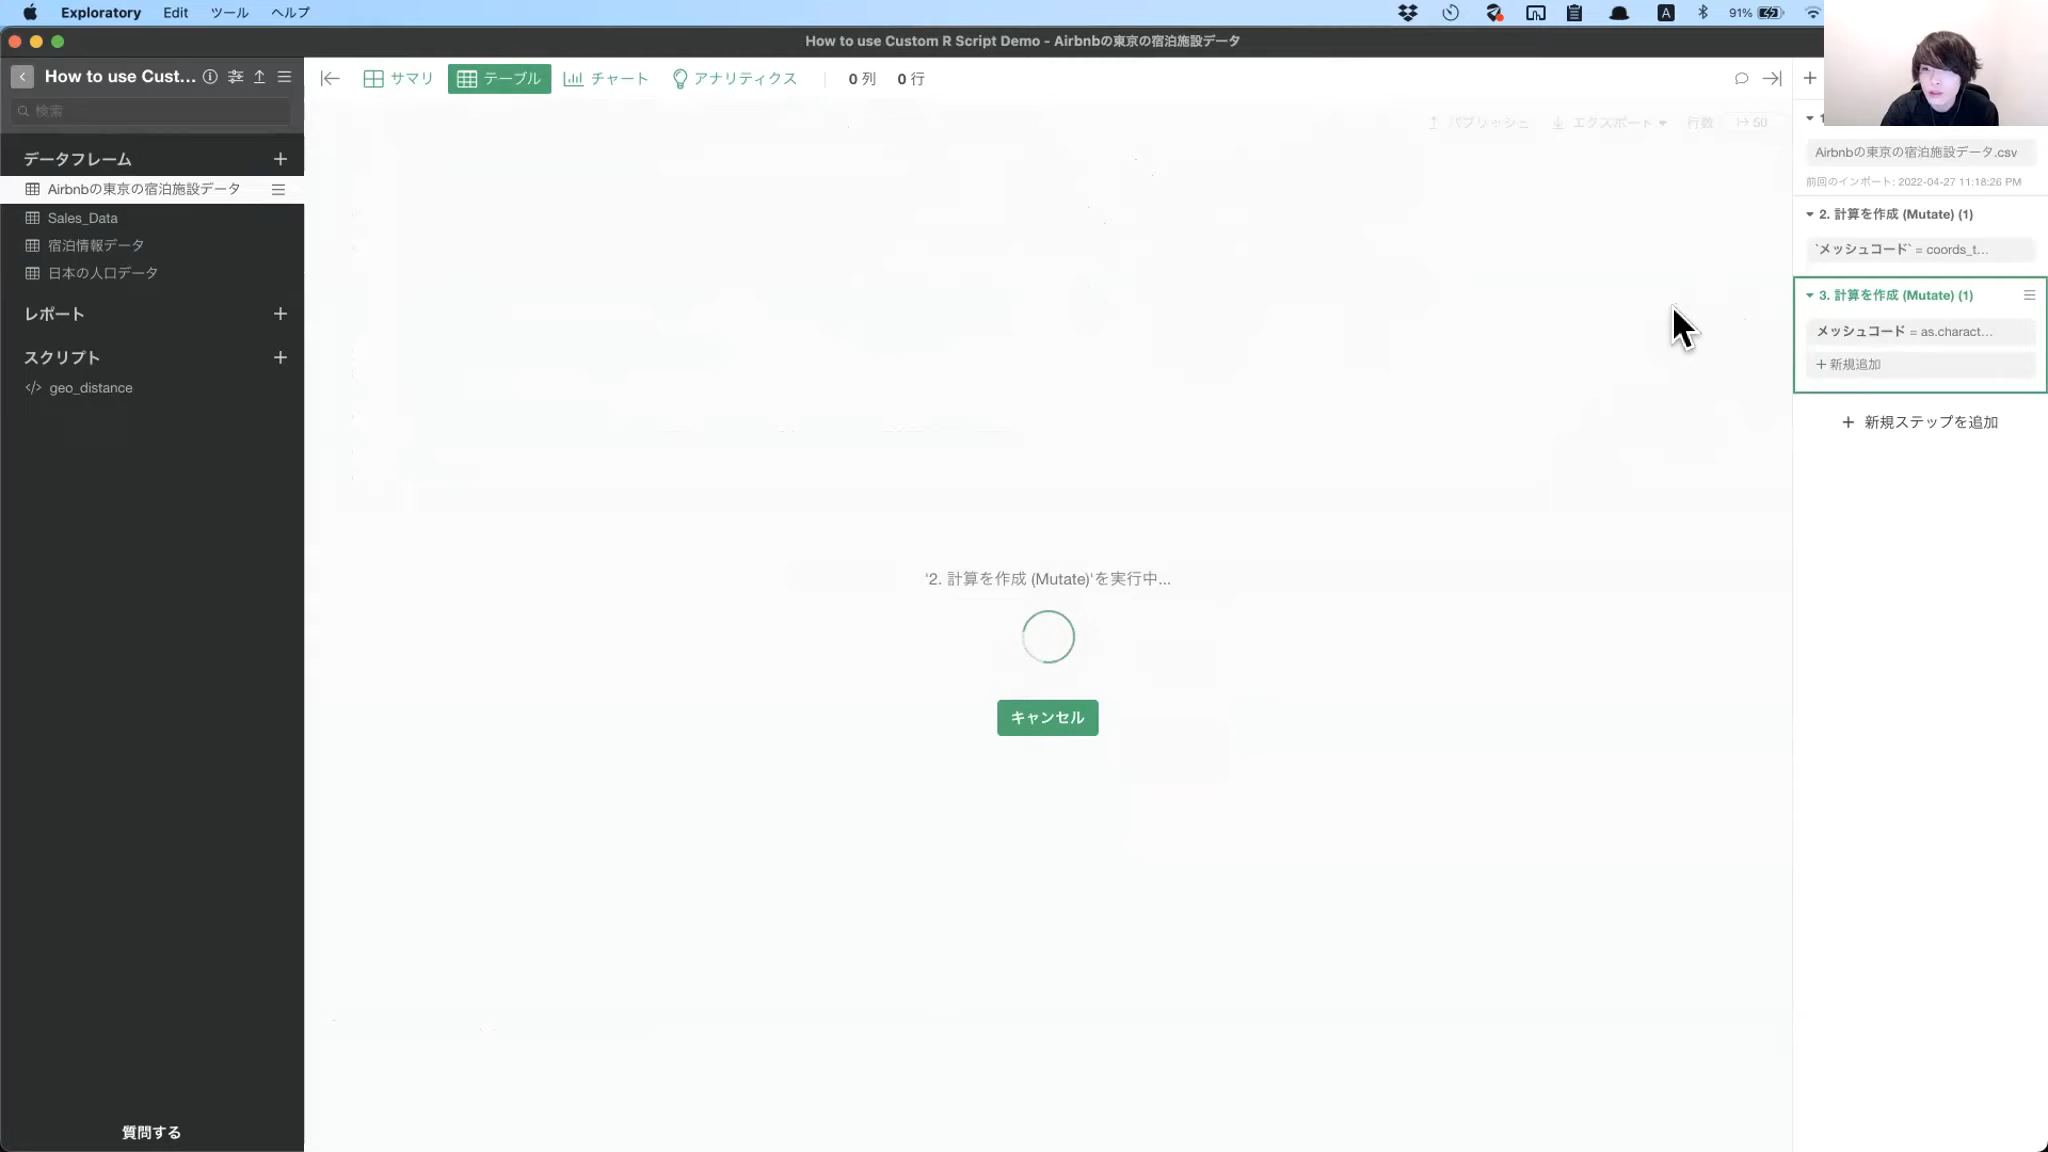 Exploratory Edit ツール ヘルプ A 91%
How to use Custom R Script Demo - Airbnbの東京の宿泊施設データ
How to use Cust...
検索
データフレーム
Airbnbの東京の宿泊施設データ
Sales_Data
宿泊情報データ
日本の人口データ
レポート
スクリプト
geo_distance
質問する
サマリ テーブル チャート アナリティクス 0 列 0 行
パブリッシュ エクスポート 行数 50
'2. 計算を作成 (Mutate)'を実行中...
キャンセル
Airbnbの東京の宿泊施設データ.csv
前回のインポート: 2022-04-27 11:18:26 PM
2. 計算を作成 (Mutate) (1)
`メッシュコード` = coords_t...
3. 計算を作成 (Mutate) (1)
メッシュコード = as.charact...
+ 新規追加
+ 新規ステップを追加